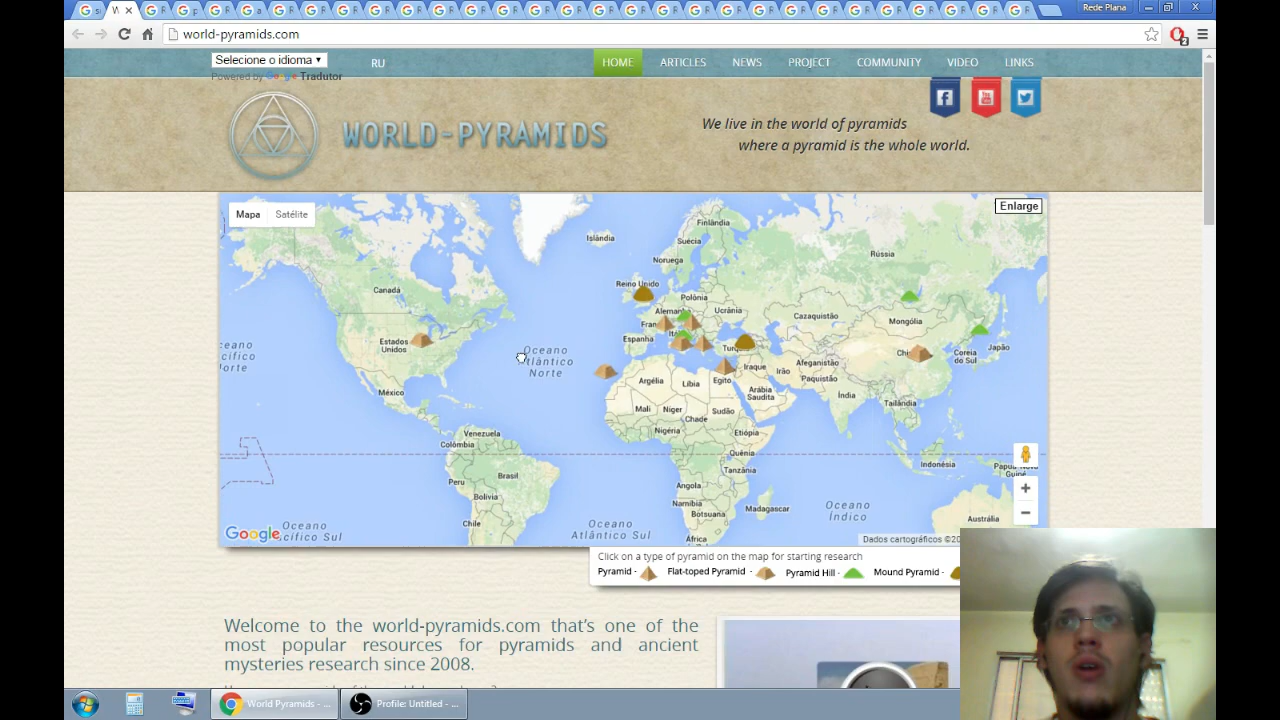 W
Rede Plana
world-pyramids.com
2
Selecione o idioma
RU
HOME
ARTICLES
NEWS
PROJECT
COMMUNITY
VIDEO
LINKS
Powered by Google Tradutor
WORLD-PYRAMIDS
We live in the world of pyramids
where a pyramid is the whole world.
Mapa
Satélite
Enlarge
Finlândia
Islândia
Suécia
Rússia
Noruega
Canadá
Reino Unido
Polônia
Ucrânia
Cazaquistão
Mongólia
Espanha
Estados Unidos
Oceano Atlântico Norte
Japão
Coreia do Sul
Afeganistão
Iraque
Irão
Paquistão
Argélia
Líbia
Egito
Arábia Saudita
Índia
México
Mali
Níger
Chade
Sudão
Tailândia
Nigéria
Etiópia
Venezuela
Colômbia
Quênia
Indonésia
Tanzânia
Brasil
Peru
Angola
Bolívia
Namíbia
Madagascar
Botsuana
Oceano Índico
Chile
Oceano Atlântico Sul
Austrália
África
Google
Dados cartográficos ©20
Click on a type of pyramid on the map for starting research
Pyramid -
Flat-toped Pyramid -
Pyramid Hill -
Mound Pyramid -
Welcome to the world-pyramids.com that's one of the
most popular resources for pyramids and ancient
mysteries research since 2008.
World Pyramids - ...
Profile: Untitled - ...